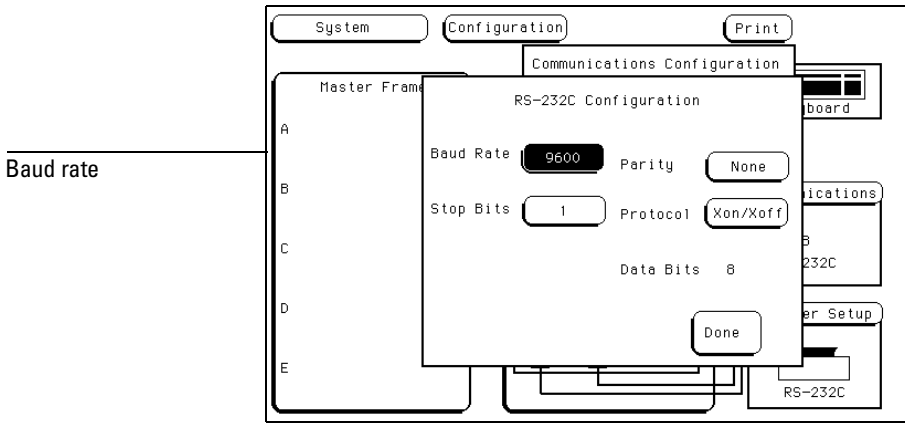 System Configuration Print
Communications Configuration
Master Frame
RS-232C Configuration
board
A
Baud rate
Baud Rate 9600 Parity None
B
ications
Stop Bits 1 Protocol Xon/Xoff
C
232C
Data Bits 8
D
er Setup
Done
E
RS-232C